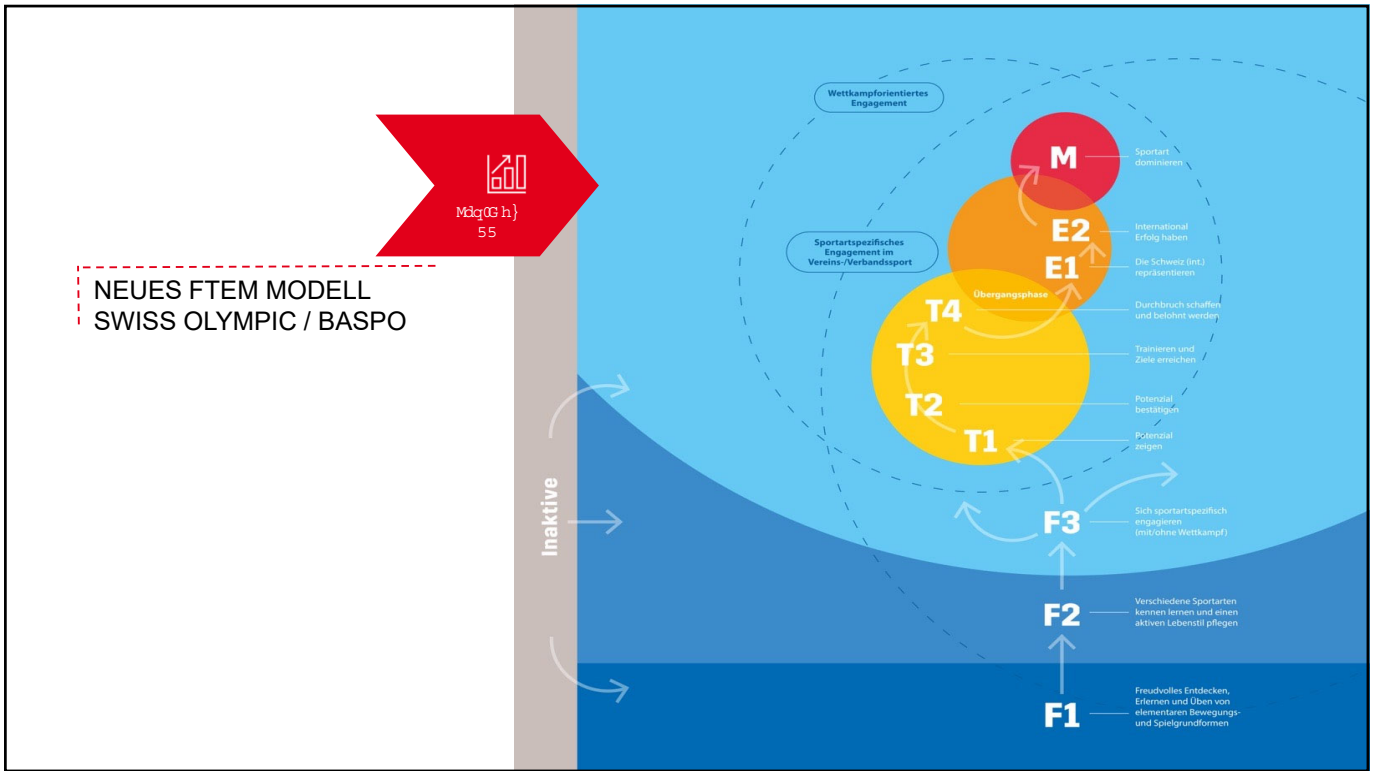 Wettkampforientiertes
Engagement
M
Sportart
dominieren
Mdq0Gh}
55
E2
International
Erfolg haben
Sportartspezifisches
Engagement im
Vereins-/Verbandssport
E1
Die Schweiz (int.)
repräsentieren
NEUES FTEM MODELL
SWISS OLYMPIC / BASPO
Übergangsphase
T4
Durchbruch schaffen
und belohnt werden
T3
Trainieren und
Ziele erreichen
T2
Potenzial
bestätigen
T1
Potenzial
zeigen
Inaktive
F3
Sich sportartspezifisch
engagieren
(mit/ohne Wettkampf)
F2
Verschiedene Sportarten
kennen lernen und einen
aktiven Lebenstil pflegen
F1
Freudvolles Entdecken,
Erlernen und Üben von
elementaren Bewegungs-
und Spielgrundformen